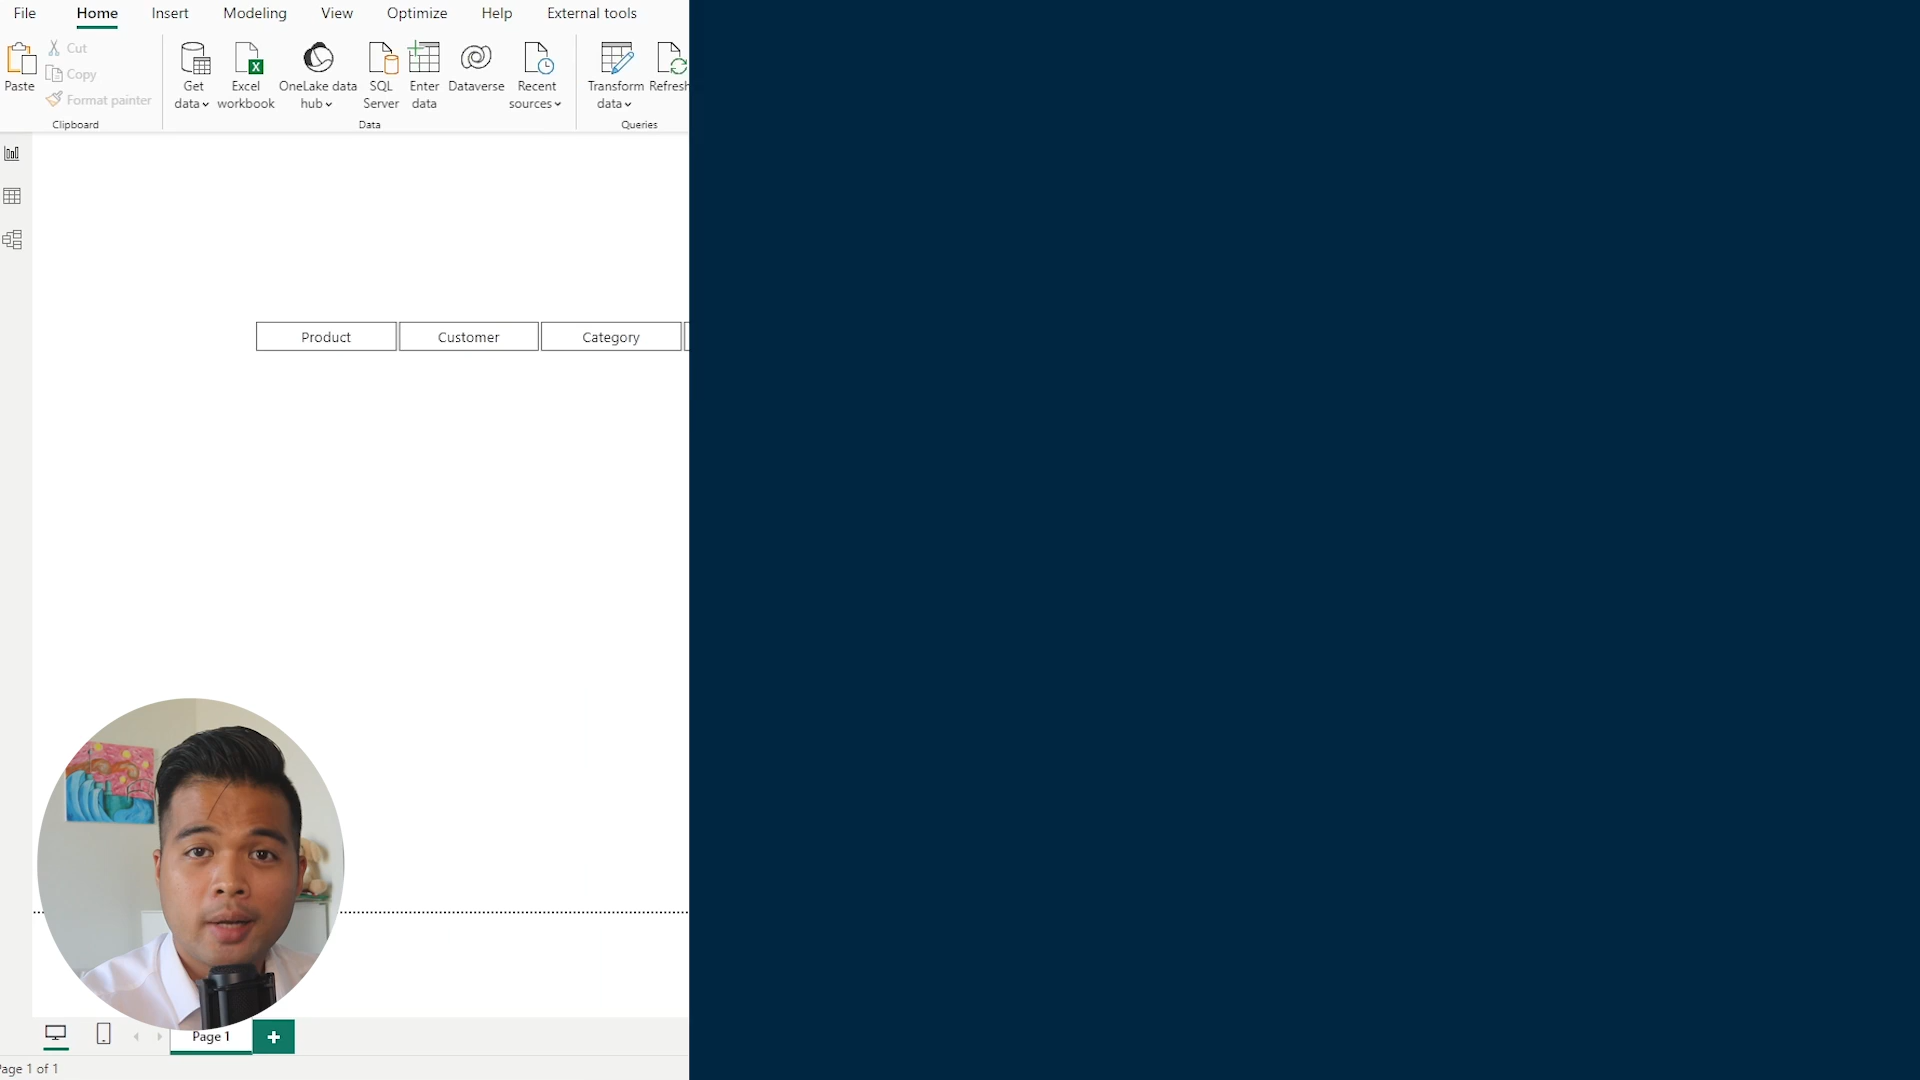 File Home Insert Modeling View Optimize Help External tools
Paste
Cut
Copy
Format painter
Clipboard
Get data
Excel workbook
OneLake data hub
SQL Server
Enter data
Dataverse
Recent sources
Data
Transform data
Refresh
Queries
Product Customer Category
Page 1
Page 1 of 1